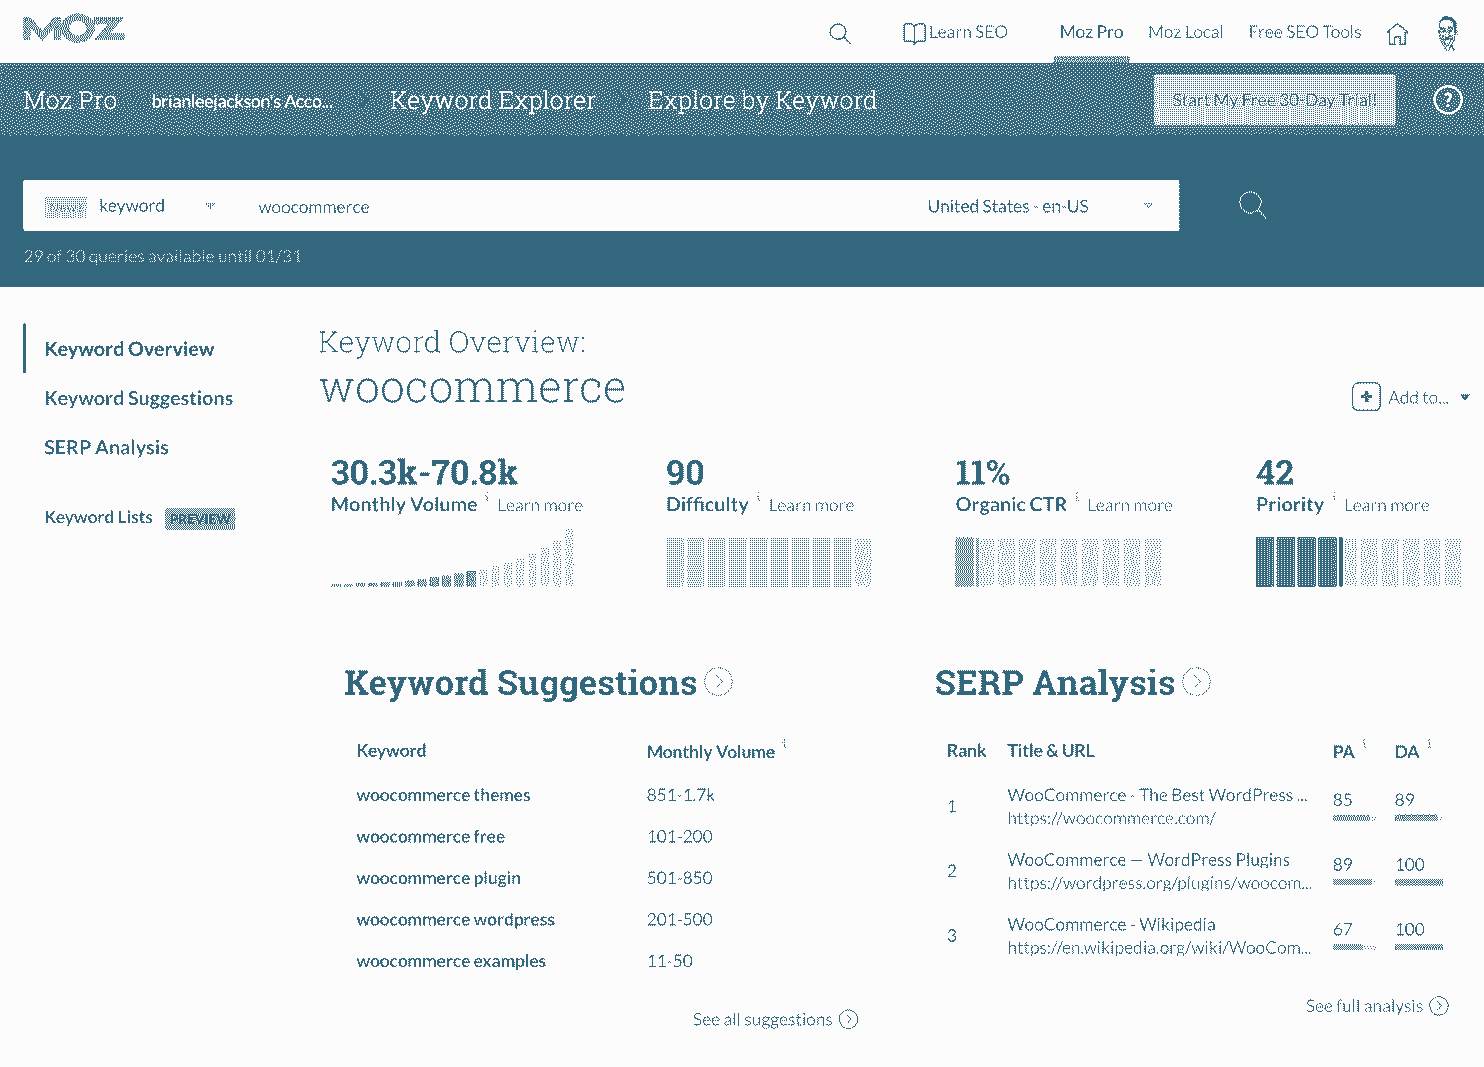 MOZ
Learn SEO
Moz Pro
Moz Local
Free SEO Tools
Moz Pro
brianleejackson's Acco...
Keyword Explorer
Explore by Keyword
Start My Free 30-Day Trial!
?
keyword
woocommerce
United States - en-US
29 of 30 queries available until 01/31
Keyword Overview
Keyword Suggestions
SERP Analysis
Keyword Lists PREVIEW
Keyword Overview:
woocommerce
Add to...
30.3k-70.8k
Monthly Volume i Learn more
90
Difficulty i Learn more
11%
Organic CTR i Learn more
42
Priority i Learn more
Keyword Suggestions
Keyword Monthly Volume i
woocommerce themes 851-1.7k
woocommerce free 101-200
woocommerce plugin 501-850
woocommerce wordpress 201-500
woocommerce examples 11-50
See all suggestions
SERP Analysis
Rank Title & URL PA i DA i
1 WooCommerce - The Best WordPress ... 85 89
https://woocommerce.com/
2 WooCommerce — WordPress Plugins 89 100
https://wordpress.org/plugins/woocom...
3 WooCommerce - Wikipedia 67 100
https://en.wikipedia.org/wiki/WooCom...
See full analysis